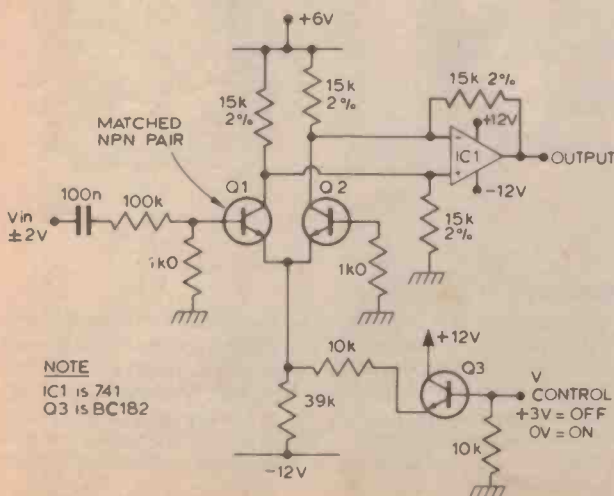 +6V
15k
2%
15k
2%
15k
2%
MATCHED
NPN PAIR
+12V
-
IC1
+
OUTPUT
-12V
Q1
Q2
100n
100k
Vin
±2V
15k
2%
1k0
1k0
+12V
10k
Q3
NOTE
IC1 is 741
Q3 is BC182
39k
V
CONTROL
+3V = OFF
0V = ON
10k
-12V